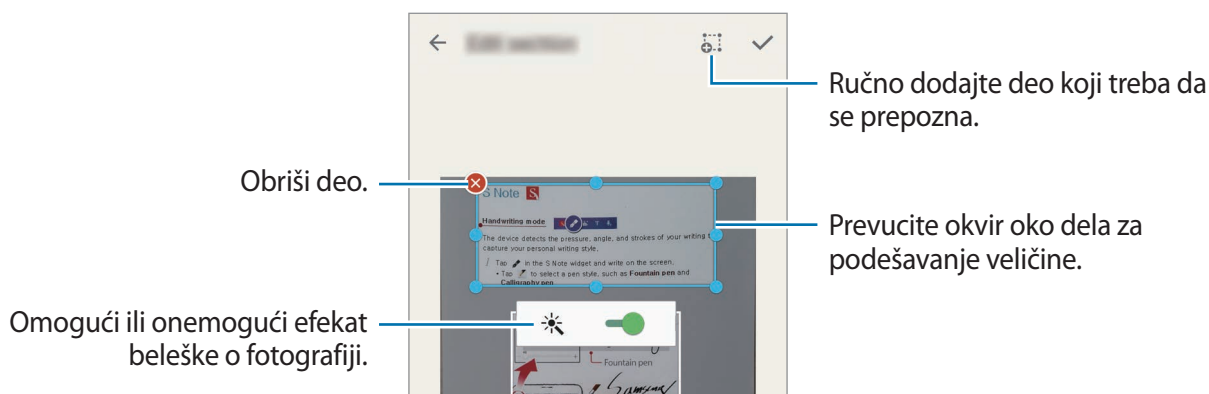 Ručno dodajte deo koji treba da
se prepozna.
Obriši deo.
S Note S
Handwriting mode
The device detects the pressure, angle, and strokes of your writing
capture your personal writing style.
Tap in the S Note widget and write on the screen.
• Tap to select a pen style, such as Fountain pen and
Calligraphy pen
Prevucite okvir oko dela za
podešavanje veličine.
Omogući ili onemogući efekat
beleške o fotografiji.
Fountain pen
Samsung